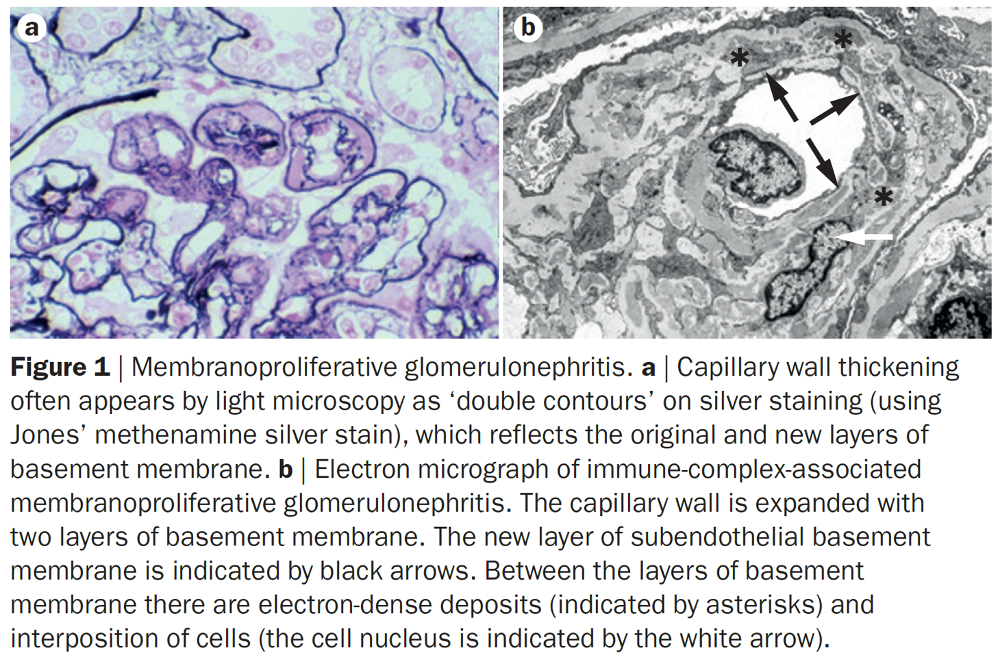 a
b
Figure 1 | Membranoproliferative glomerulonephritis. a | Capillary wall thickening
often appears by light microscopy as ‘double contours’ on silver staining (using
Jones’ methenamine silver stain), which reflects the original and new layers of
basement membrane. b | Electron micrograph of immune-complex-associated
membranoproliferative glomerulonephritis. The capillary wall is expanded with
two layers of basement membrane. The new layer of subendothelial basement
membrane is indicated by black arrows. Between the layers of basement
membrane there are electron-dense deposits (indicated by asterisks) and
interposition of cells (the cell nucleus is indicated by the white arrow).